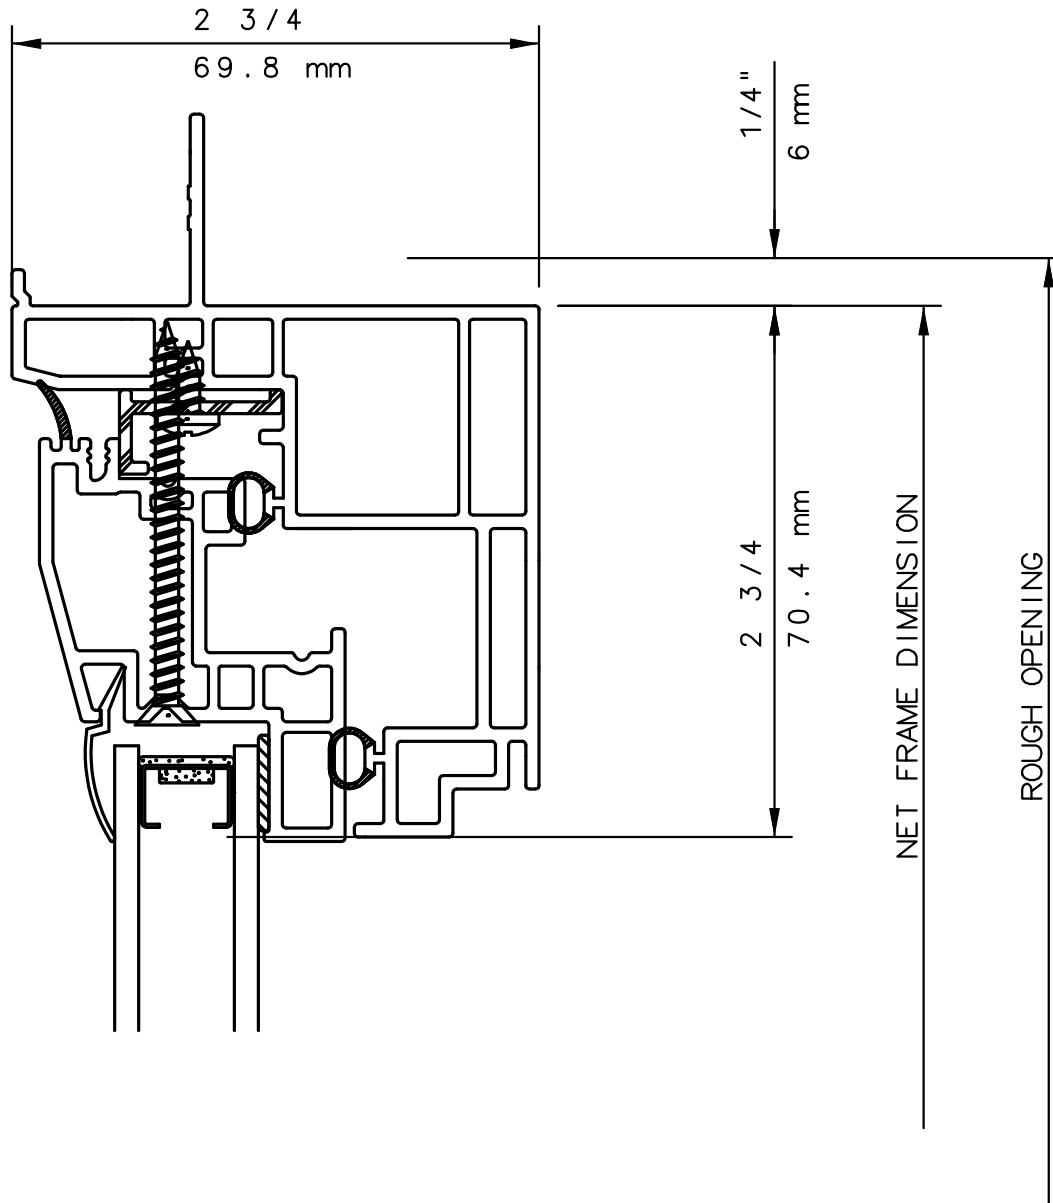 2 3/4
69.8 mm
1/4"
6 mm
2 3/4
70.4 mm
NET FRAME DIMENSION
ROUGH OPENING